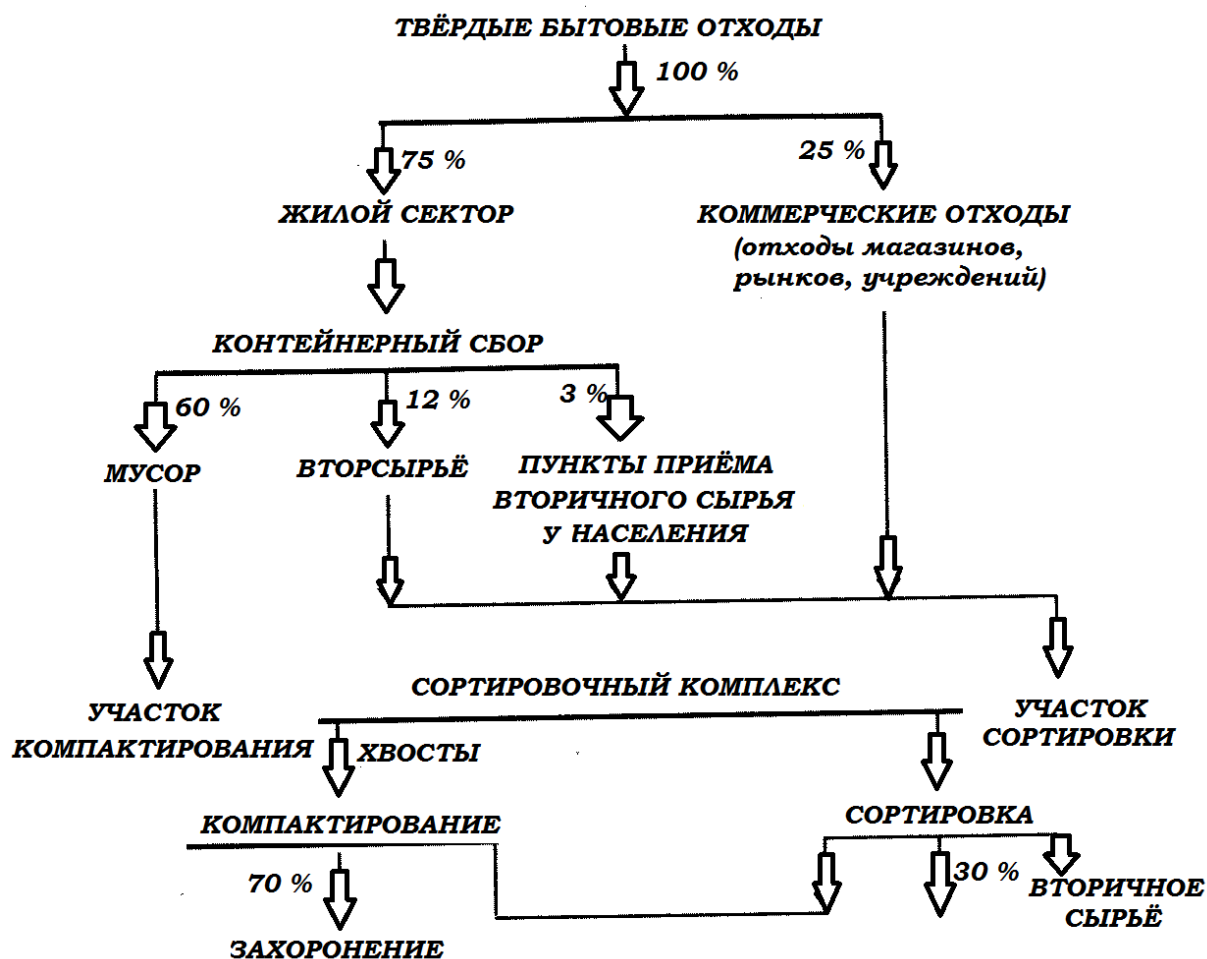 ТВЁРДЫЕ БЫТОВЫЕ ОТХОДЫ
100 %
75 %
25 %
ЖИЛОЙ СЕКТОР
КОММЕРЧЕСКИЕ ОТХОДЫ
(отходы магазинов,
рынков, учреждений)
КОНТЕЙНЕРНЫЙ СБОР
60 %
12 %
3 %
МУСОР
ВТОРСЫРЬЁ
ПУНКТЫ ПРИЁМА
ВТОРИЧНОГО СЫРЬЯ
У НАСЕЛЕНИЯ
УЧАСТОК
КОМПАКТИРОВАНИЯ
СОРТИРОВОЧНЫЙ КОМПЛЕКС
УЧАСТОК
СОРТИРОВКИ
ХВОСТЫ
КОМПАКТИРОВАНИЕ
СОРТИРОВКА
70 %
30 %
ВТОРИЧНОЕ
СЫРЬЁ
ЗАХОРОНЕНИЕ